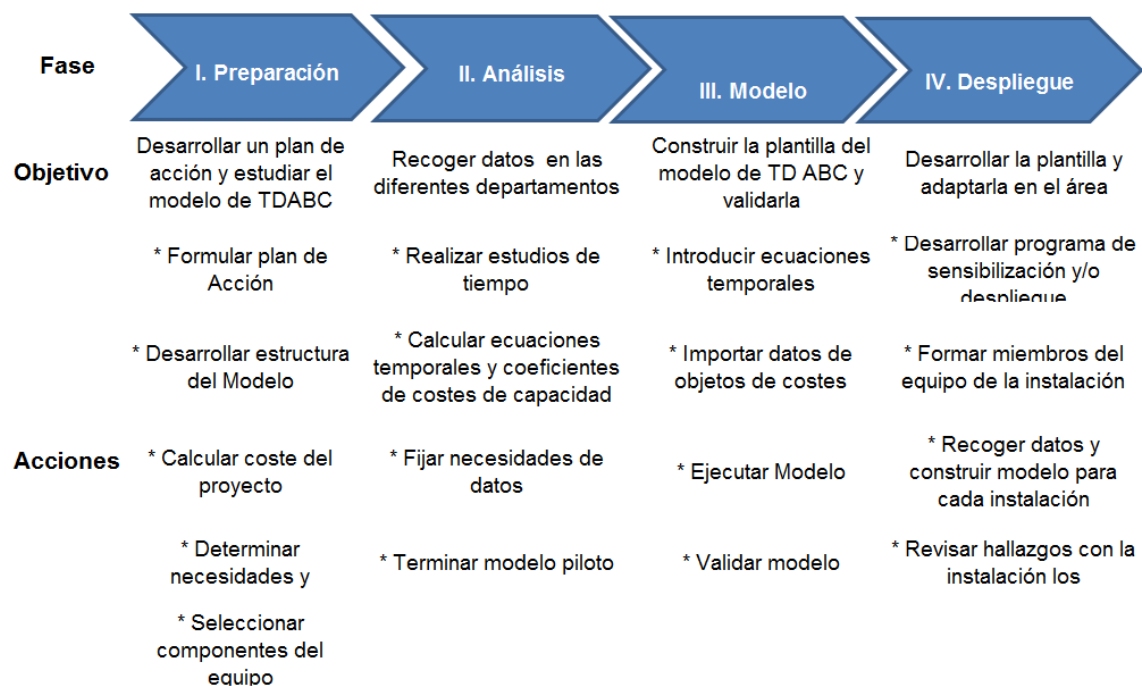 Fase
I. Preparación
II. Análisis
III. Modelo
IV. Despliegue
Objetivo
Desarrollar un plan de
acción y estudiar el
modelo de TDABC
Recoger datos en las
diferentes departamentos
Construir la plantilla del
modelo de TD ABC y
validarla
Desarrollar la plantilla y
adaptarla en el área
Acciones
* Formular plan de
Acción
* Realizar estudios de
tiempo
* Introducir ecuaciones
temporales
* Desarrollar programa de
sensibilización y/o
despliegue
* Desarrollar estructura
del Modelo
* Calcular ecuaciones
temporales y coeficientes
de costes de capacidad
* Importar datos de
objetos de costes
* Formar miembros del
equipo de la instalación
* Calcular coste del
proyecto
* Fijar necesidades de
datos
* Ejecutar Modelo
* Recoger datos y
construir modelo para
cada instalación
* Determinar
necesidades y
* Terminar modelo piloto
* Validar modelo
* Revisar hallazgos con la
instalación los
* Seleccionar
componentes del
equipo